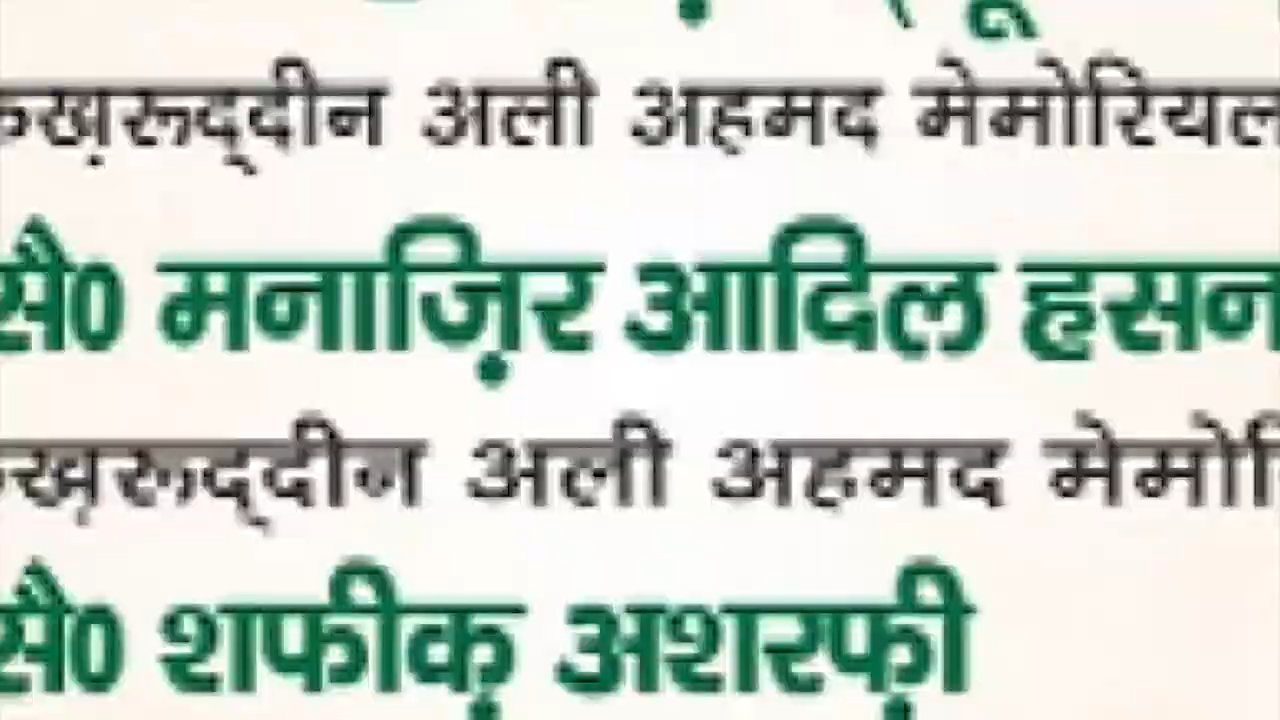 ख़रुद्दीन अली अहमद मेमोरियल
सै० मनाज़िर आदिल हसन
ख़रुद्दीन अली अहमद मेमोरि
सै० शफीक़ अशरफ़ी